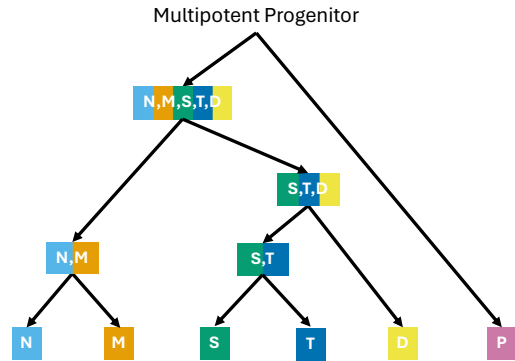 Multipotent Progenitor
N,M,S,T,D
S,T,D
N,M
S,T
N
M
S
T
D
P